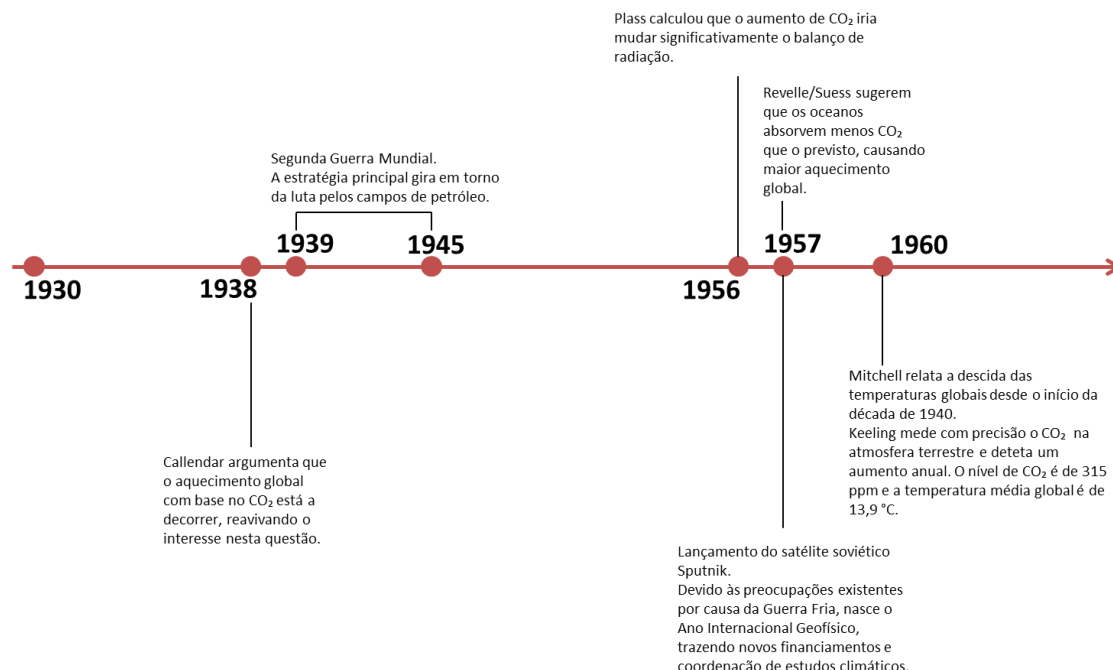 Plass calculou que o aumento de CO₂ iria
mudar significativamente o balanço de
radiação.
Revelle/Suess sugerem
que os oceanos
absorvem menos CO₂
que o previsto, causando
maior aquecimento
global.
Segunda Guerra Mundial.
A estratégia principal gira em torno
da luta pelos campos de petróleo.
1939
1945
1957
1960
1930
1938
1956
Callendar argumenta que
o aquecimento global
com base no CO₂ está a
decorrer, reavivando o
interesse nesta questão.
Mitchell relata a descida das
temperaturas globais desde o início da
década de 1940.
Keeling mede com precisão o CO₂ na
atmosfera terrestre e deteta um
aumento anual. O nível de CO₂ é de 315
ppm e a temperatura média global é de
13,9 °C.
Lançamento do satélite soviético
Sputnik.
Devido às preocupações existentes
por causa da Guerra Fria, nasce o
Ano Internacional Geofísico,
trazendo novos financiamentos e
coordenação de estudos climáticos.